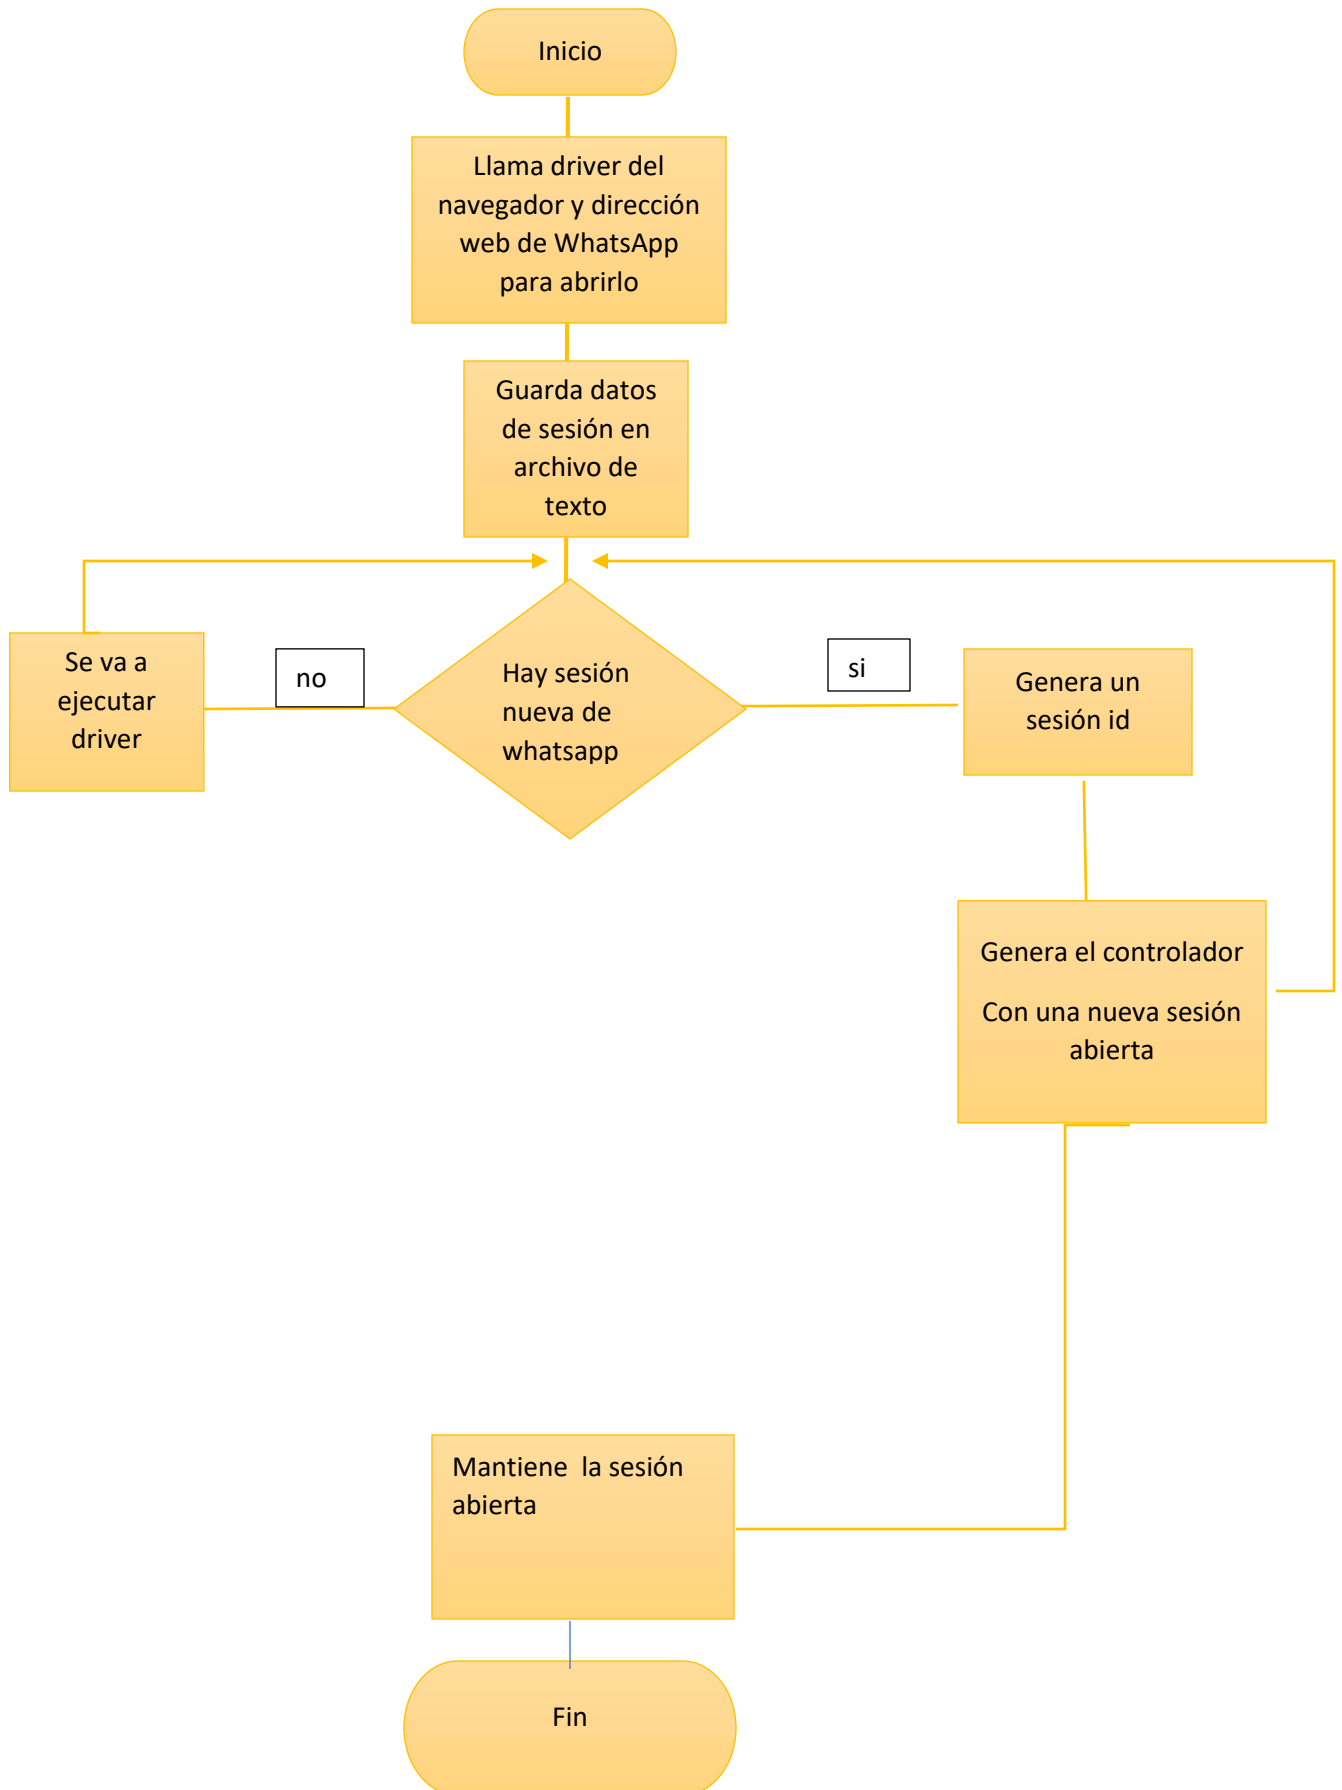 Inicio
Llama driver del
navegador y dirección
web de WhatsApp
para abrirlo
Guarda datos
de sesión en
archivo de
texto
Se va a
ejecutar
driver
no
Hay sesión
nueva de
whatsapp
si
Genera un
sesión id
Genera el controlador
Con una nueva sesión
abierta
Mantiene  la sesión
abierta
Fin